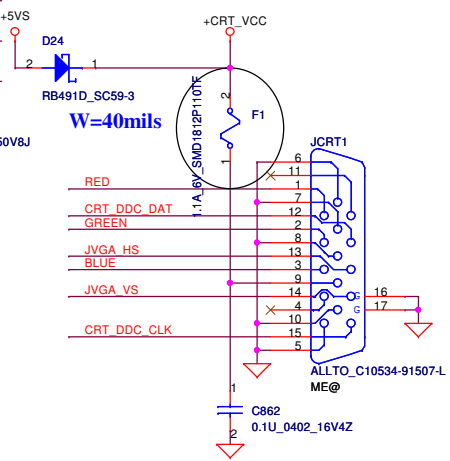 +5VS
+CRT_VCC
D24
2
1
RB491D_SC59-3
W=40mils
50V8J
2
F1
1
1.1A_6V_SMD1812P110TF
JCRT1
6
11
RED
1
7
CRT_DDC_DAT
12
GREEN
2
8
JVGA_HS
13
BLUE
3
9
JVGA_VS
14
G
16
4
G
17
10
CRT_DDC_CLK
15
5
ALLTO_C10534-91507-L
ME@
1
C862
0.1U_0402_16V4Z
2